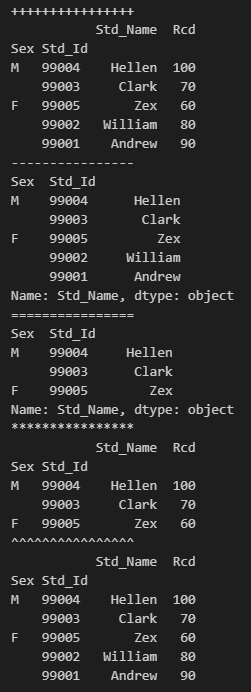 ++++++++++++++++
Std_Name Rcd
Sex Std_Id
M 99004 Hellen 100
99003 Clark 70
F 99005 Zex 60
99002 William 80
99001 Andrew 90
----------------
Sex Std_Id
M 99004 Hellen
99003 Clark
F 99005 Zex
99002 William
99001 Andrew
Name: Std_Name, dtype: object
================
Sex Std_Id
M 99004 Hellen
99003 Clark
F 99005 Zex
Name: Std_Name, dtype: object
****************
Std_Name Rcd
Sex Std_Id
M 99004 Hellen 100
99003 Clark 70
F 99005 Zex 60
^^^^^^^^^^^^^^^^
Std_Name Rcd
Sex Std_Id
M 99004 Hellen 100
99003 Clark 70
F 99005 Zex 60
99002 William 80
99001 Andrew 90